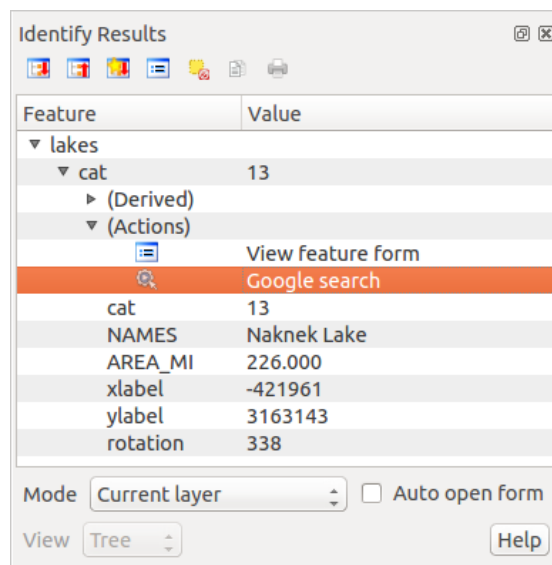 Identify Results
Feature Value
lakes
cat 13
(Derived)
(Actions)
View feature form
Google search
cat 13
NAMES Naknek Lake
AREA_MI 226.000
xlabel -421961
ylabel 3163143
rotation 338
Mode Current layer Auto open form
View Tree Help